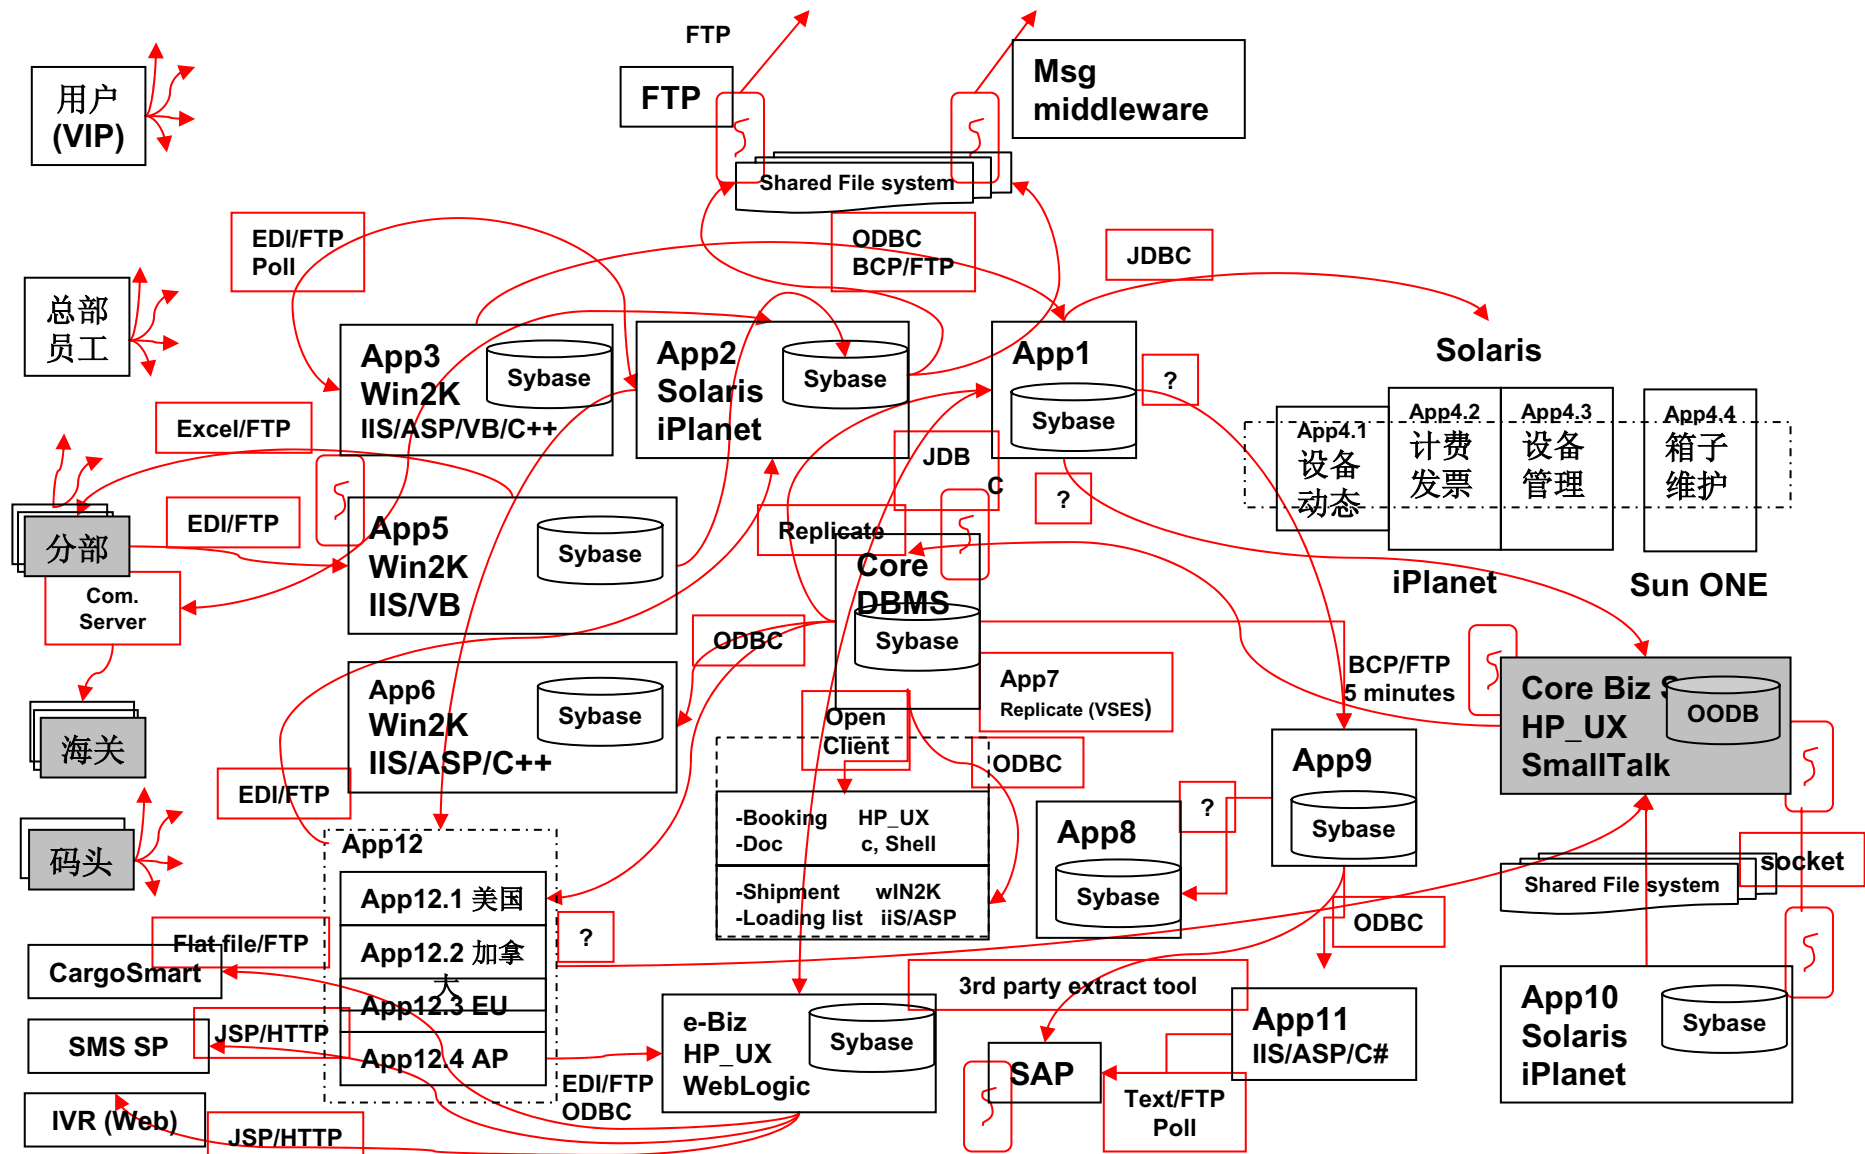 FTP
用户
(VIP)
FTP
Msg
middleware
Shared File system
EDI/FTP
Poll
ODBC
BCP/FTP
JDBC
总部
员工
App3
Win2K
IIS/ASP/VB/C++
Sybase
App2
Solaris
iPlanet
Sybase
App1
Sybase
?
Solaris
App4.1
设备
动态
App4.2
计费
发票
App4.3
设备
管理
App4.4
箱子
维护
iPlanet
Sun ONE
Excel/FTP
EDI/FTP
JDB
C
?
Replicate
分部
Com.
Server
App5
Win2K
IIS/VB
Sybase
Core
DBMS
Sybase
ODBC
App7
Replicate (VSES)
BCP/FTP
5 minutes
Core Biz S
HP_UX
SmallTalk
OODB
海关
App6
Win2K
IIS/ASP/C++
Sybase
Open
Client
ODBC
App9
Sybase
EDI/FTP
-Booking HP_UX
-Doc c, Shell
-Shipment wIN2K
-Loading list iiS/ASP
App8
Sybase
?
码头
App12
App12.1 美国
App12.2 加拿
大
App12.3 EU
App12.4 AP
?
ODBC
Shared File system
socket
Flat file/FTP
CargoSmart
SMS SP
JSP/HTTP
IVR (Web)
JSP/HTTP
EDI/FTP
ODBC
e-Biz
HP_UX
WebLogic
Sybase
3rd party extract tool
SAP
App11
IIS/ASP/C#
Text/FTP
Poll
App10
Solaris
iPlanet
Sybase